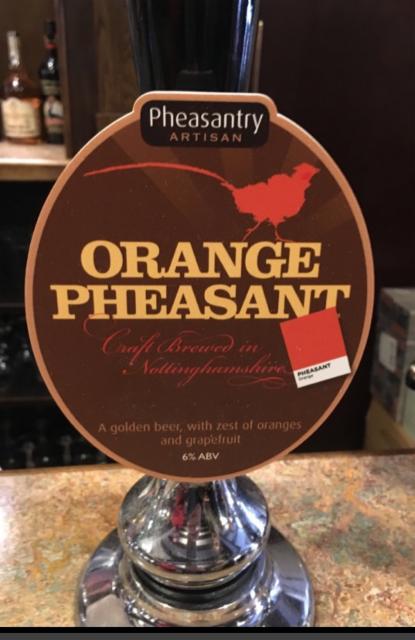 Pheasantry
ARTISAN
ORANGE
PHEASANT
Craft Brewed in
Nottinghamshire
PHEASANT
Orange
A golden beer, with zest of oranges
and grapefruit
6% ABV